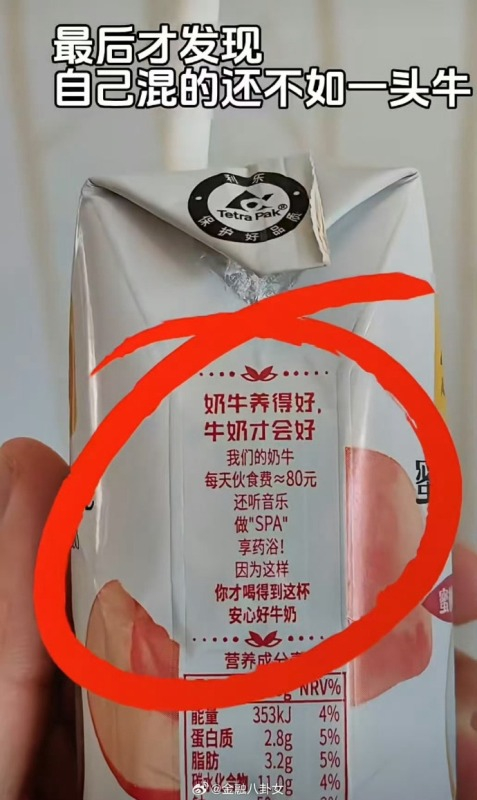 最后才发现
自己混的还不如一头牛
利乐
Tetra Pak®
保护好品质
奶牛养得好,
牛奶才会好
我们的奶牛
每天伙食费≈80元
还听音乐
做"SPA"
享药浴!
因为这样
你才喝得到这杯
安心好牛奶
营养成分
NRV%
能量 353kJ 4%
蛋白质 2.8g 5%
脂肪 3.2g 5%
碳水化合物 11.0g 4%
@金融八卦女